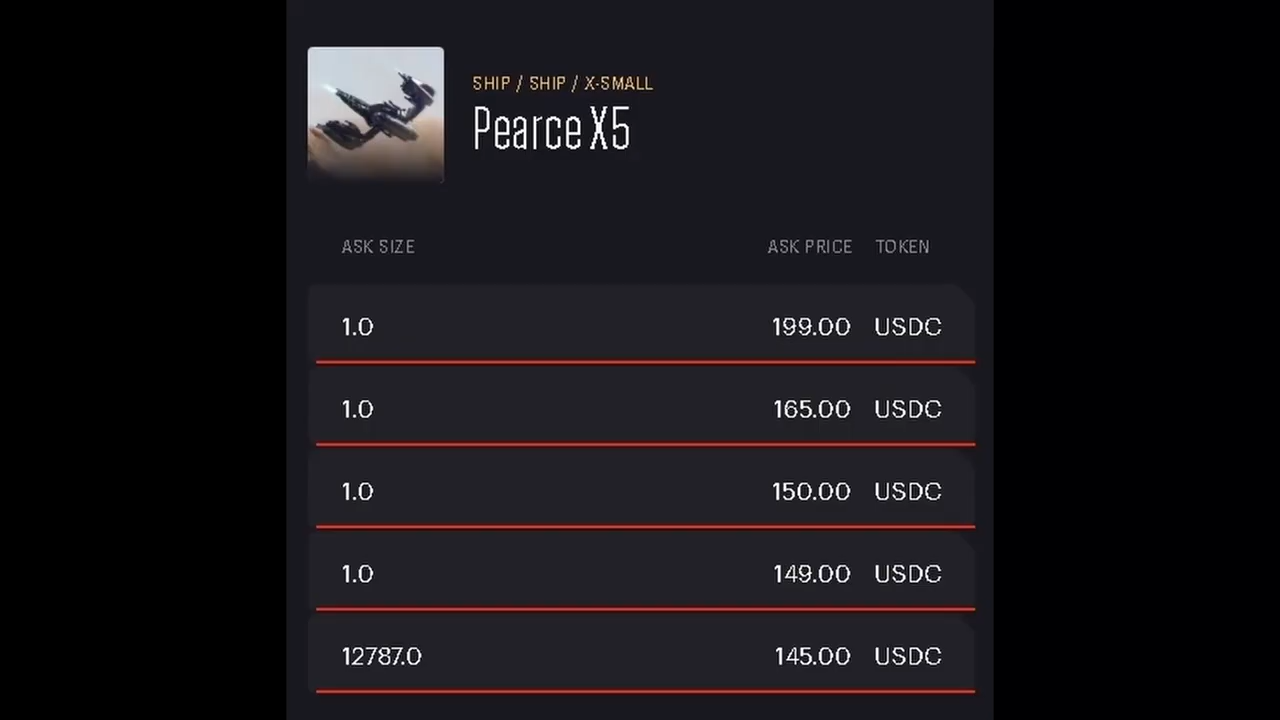 SHIP / SHIP / X-SMALL
Pearce X5
ASK SIZE ASK PRICE TOKEN
1.0 199.00 USDC
1.0 165.00 USDC
1.0 150.00 USDC
1.0 149.00 USDC
12787.0 145.00 USDC